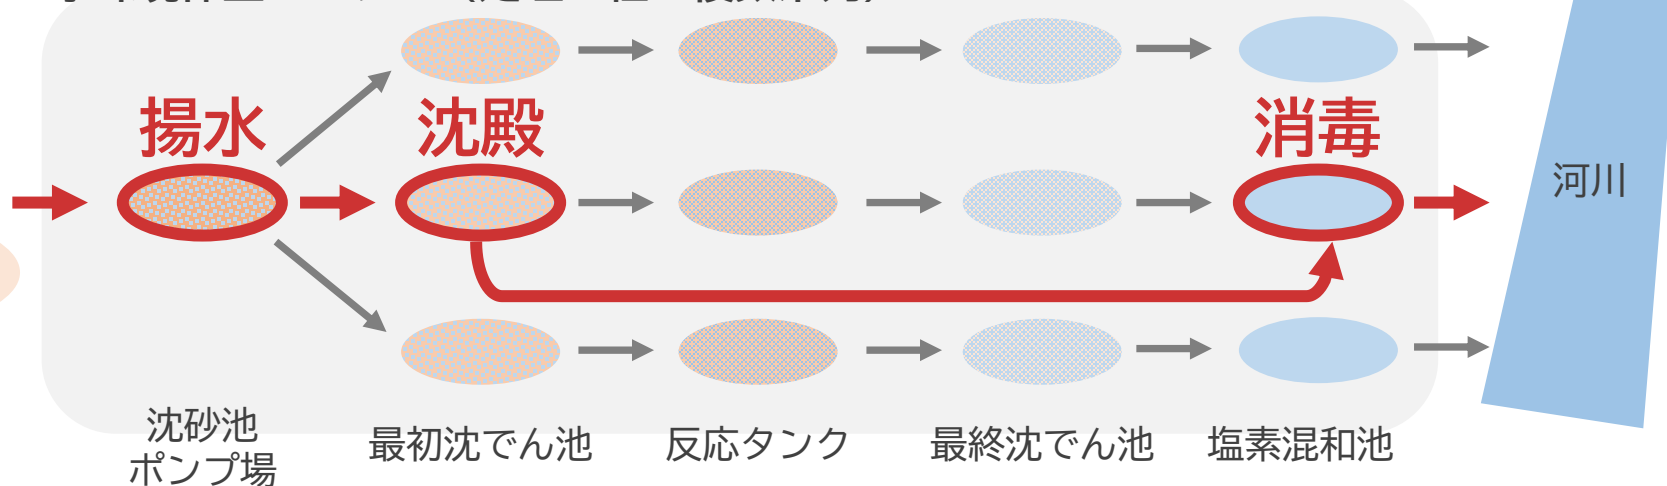 揚水
沈殿
消毒
河川
沈砂池
ポンプ場
最初沈でん池
反応タンク
最終沈でん池
塩素混和池